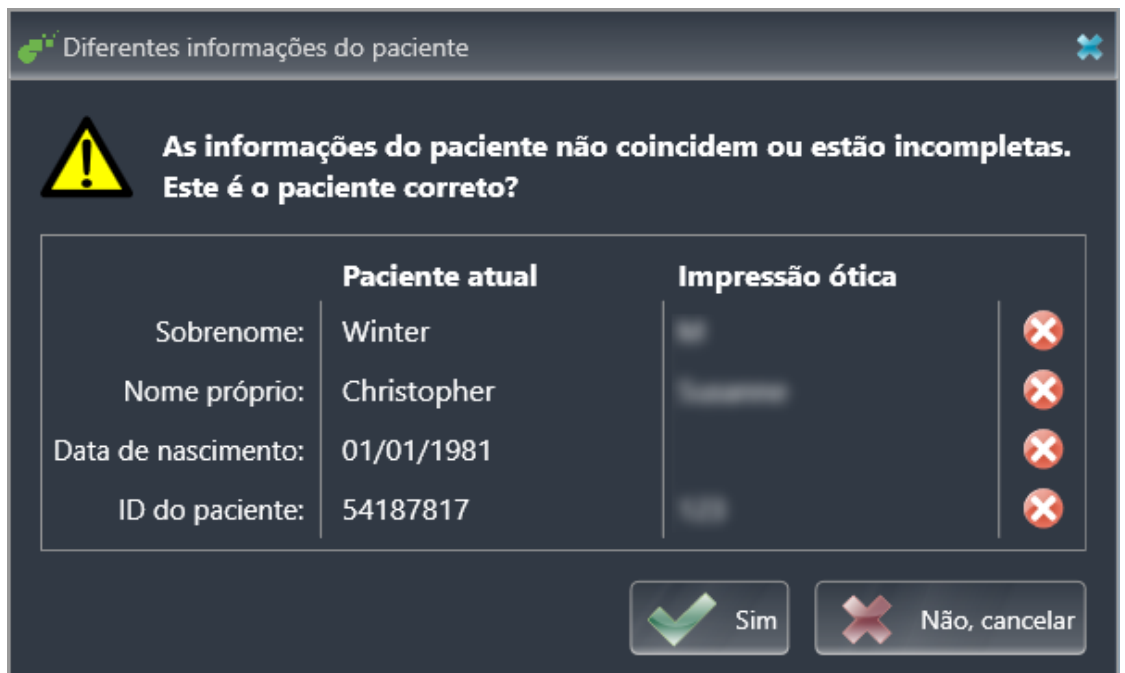 Diferentes informações do paciente
As informações do paciente não coincidem ou estão incompletas.
Este é o paciente correto?
Paciente atual Impressão ótica
Sobrenome: Winter
Nome próprio: Christopher
Data de nascimento: 01/01/1981
ID do paciente: 54187817
Sim Não, cancelar